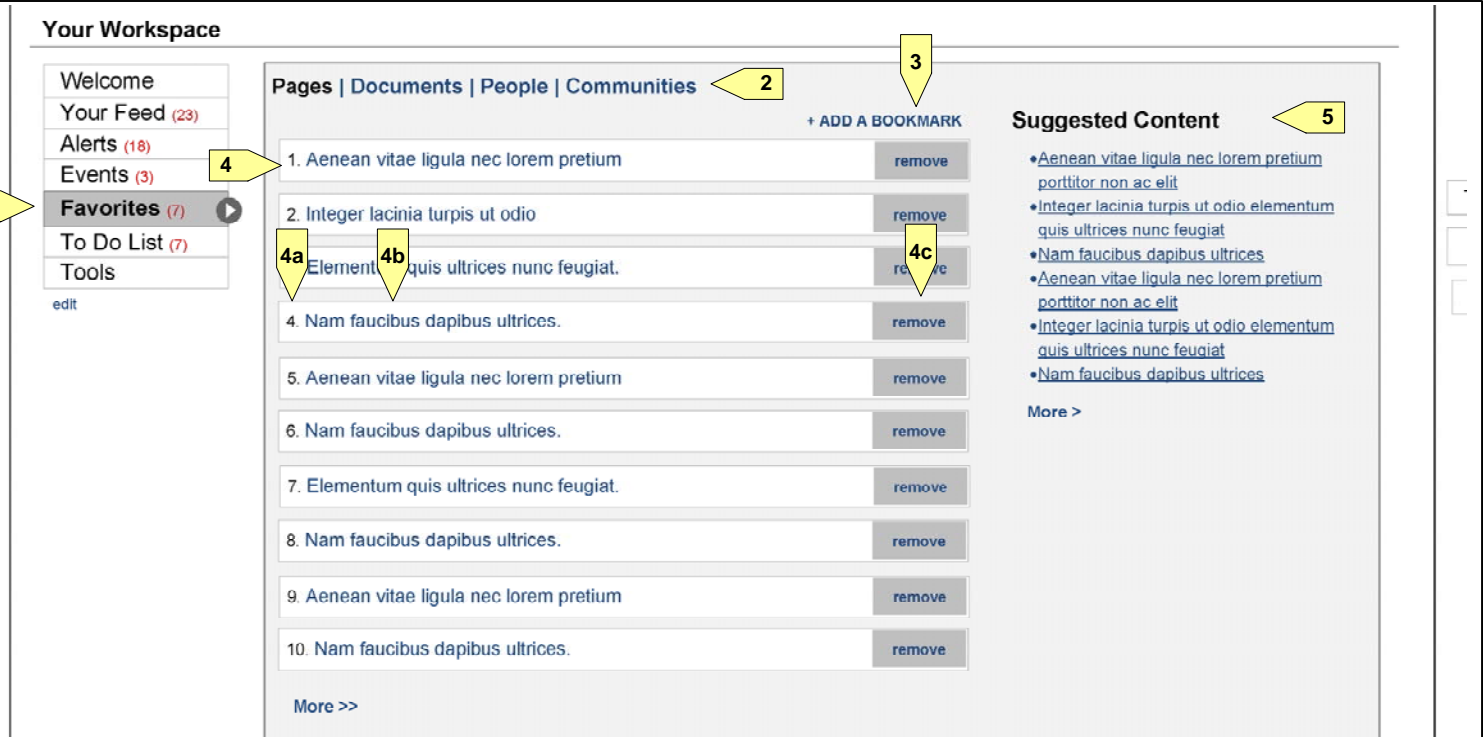 Your Workspace
Welcome
Your Feed (23)
Alerts (18)
Events (3)
Favorites (7)
To Do List (7)
Tools
edit
Pages | Documents | People | Communities
2
3
+ ADD A BOOKMARK
4
1. Aenean vitae ligula nec lorem pretium remove
2. Integer lacinia turpis ut odio remove
4a
4b
4c
Elementum quis ultrices nunc feugiat. remove
4. Nam faucibus dapibus ultrices. remove
5. Aenean vitae ligula nec lorem pretium remove
6. Nam faucibus dapibus ultrices. remove
7. Elementum quis ultrices nunc feugiat. remove
8. Nam faucibus dapibus ultrices. remove
9. Aenean vitae ligula nec lorem pretium remove
10. Nam faucibus dapibus ultrices. remove
More >>
Suggested Content
5
•Aenean vitae ligula nec lorem pretium
porttitor non ac elit
•Integer lacinia turpis ut odio elementum
quis ultrices nunc feugiat
•Nam faucibus dapibus ultrices
•Aenean vitae ligula nec lorem pretium
porttitor non ac elit
•Integer lacinia turpis ut odio elementum
quis ultrices nunc feugiat
•Nam faucibus dapibus ultrices
More >